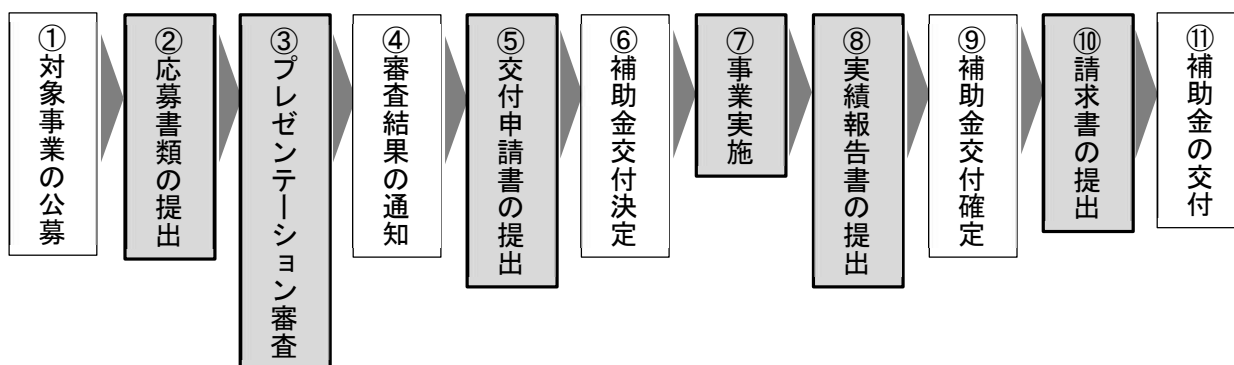 ①対象事業の公募
②応募書類の提出
③プレゼンテーション審査
④審査結果の通知
⑤交付申請書の提出
⑥補助金交付決定
⑦事業実施
⑧実績報告書の提出
⑨補助金交付確定
⑩請求書の提出
⑪補助金の交付